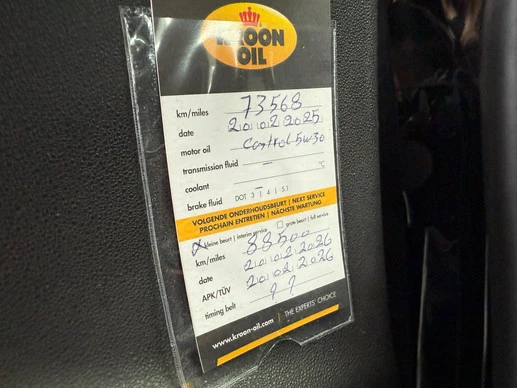 KROON
OIL
km/miles 73568
date 20 02 2025
motor oil 5w30
transmission fluid —
coolant °C
brake fluid DOT 3 | 4 | 5.1
VOLGENDE ONDERHOUDSBEURT | NEXT SERVICE
PROCHAIN ENTRETIEN | NÄCHSTE WARTUNG
kleine beurt | interim service grote beurt | full service
km/miles 88500
date 20 02 2026
APK/TÜV 20 02 2026
timing belt ? ?
www.kroon-oil.com | THE EXPERTS' CHOICE